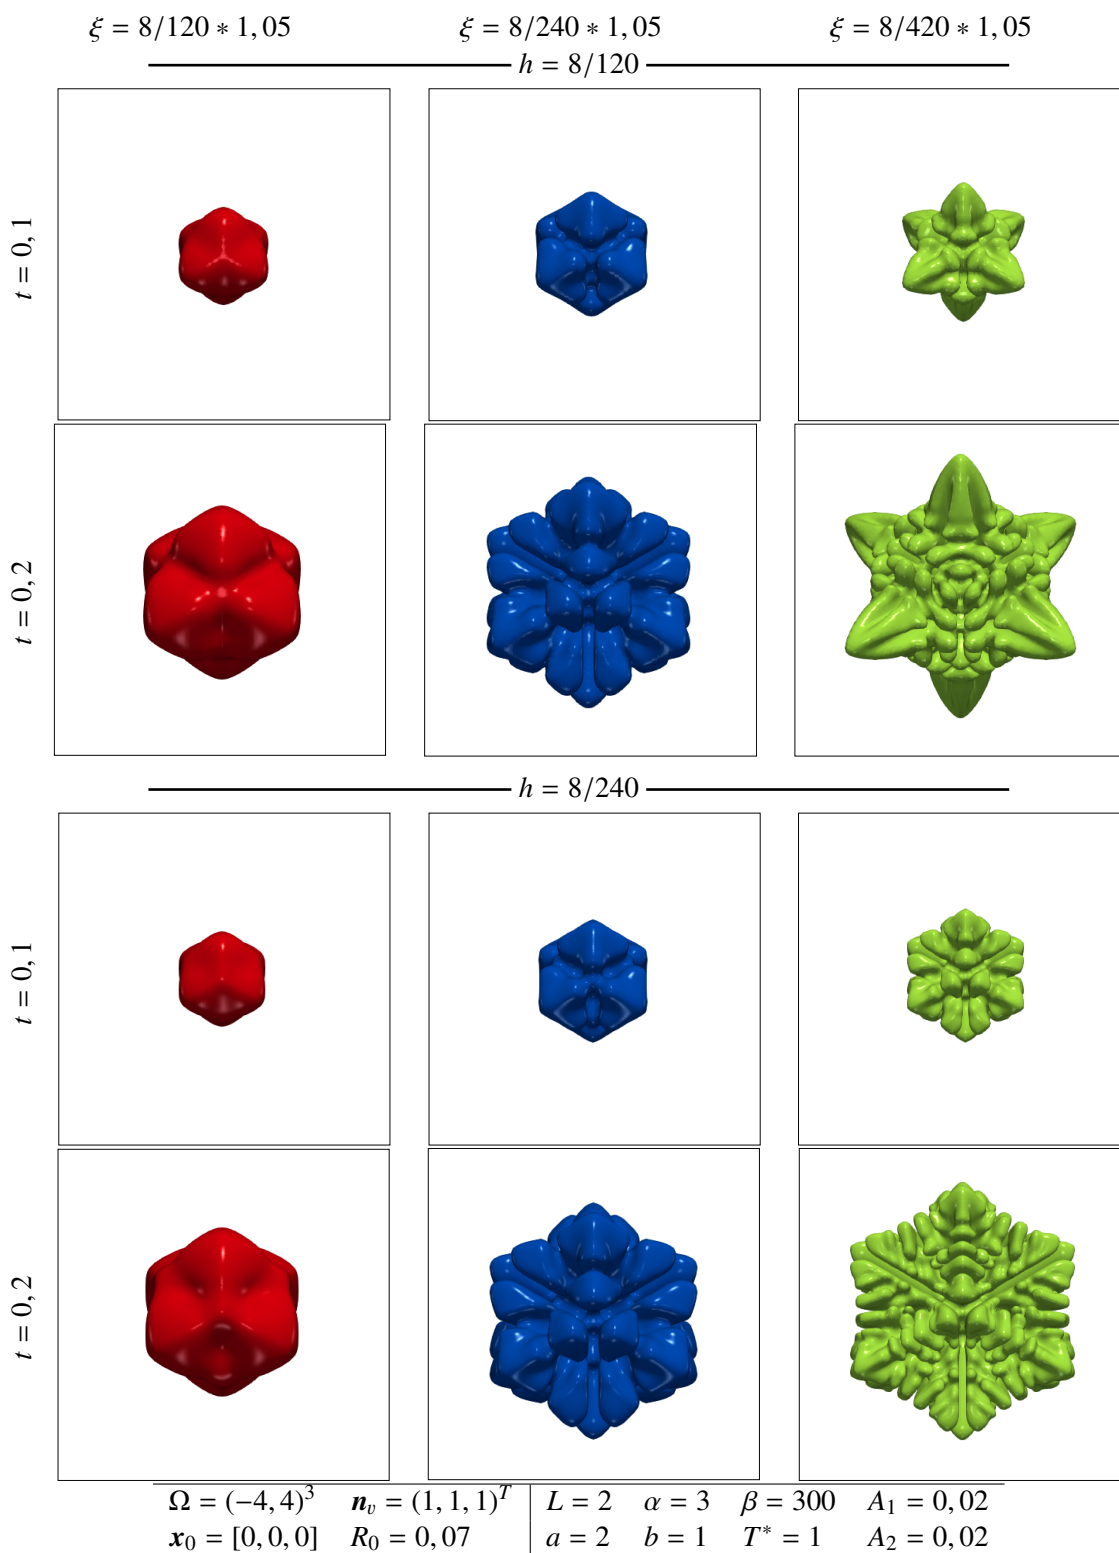 ξ = 8/120 ∗ 1, 05 ξ = 8/240 ∗ 1, 05 ξ = 8/420 ∗ 1, 05
h = 8/120
t = 0, 1
t = 0, 2
h = 8/240
t = 0, 1
t = 0, 2
Ω = (−4, 4)³ n_v = (1, 1, 1)^T L = 2 α = 3 β = 300 A₁ = 0, 02
x₀ = [0, 0, 0] R₀ = 0, 07 a = 2 b = 1 T* = 1 A₂ = 0, 02